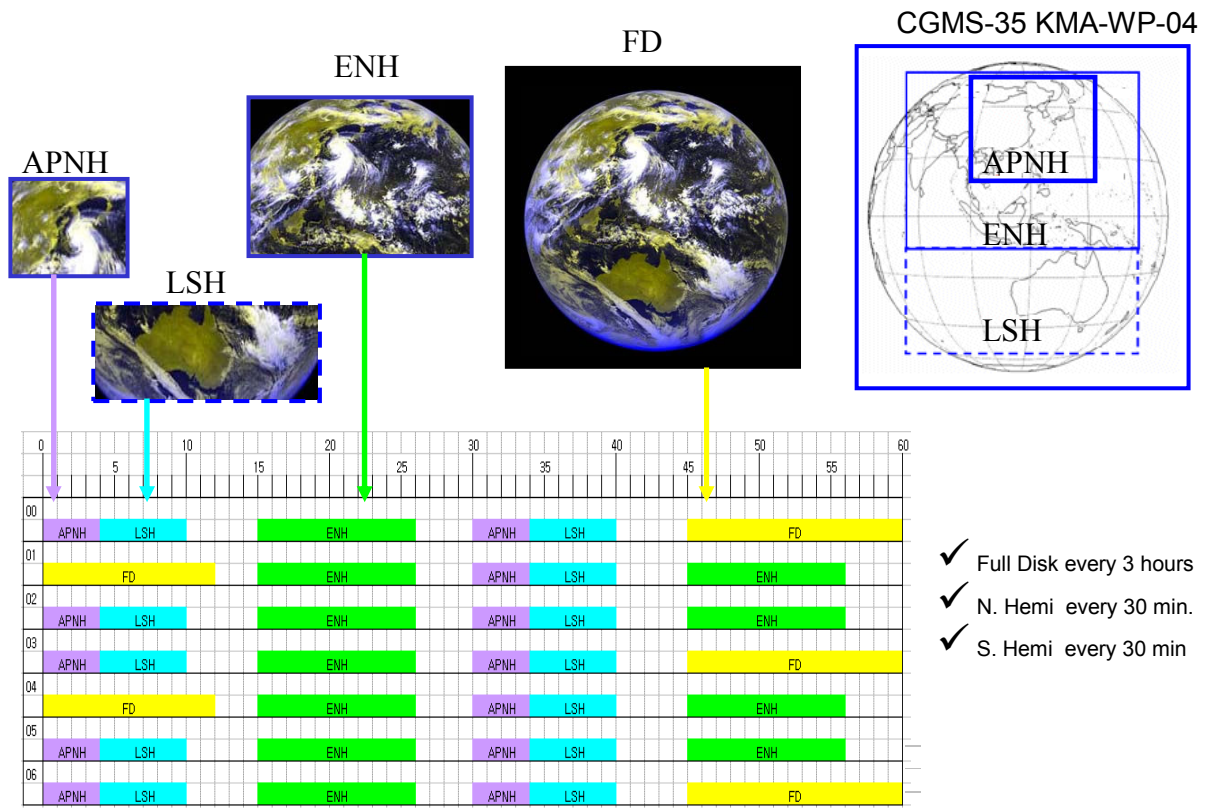 CGMS-35 KMA-WP-04
FD
ENH
APNH
LSH
APNH
ENH
LSH
0 10 20 30 40 50 60
5 15 25 35 45 55
00
APNH LSH ENH APNH LSH FD
01
FD ENH APNH LSH ENH
02
APNH LSH ENH APNH LSH ENH
03
APNH LSH ENH APNH LSH FD
04
FD ENH APNH LSH ENH
05
APNH LSH ENH APNH LSH ENH
06
APNH LSH ENH APNH LSH FD
✓ Full Disk every 3 hours
✓ N. Hemi every 30 min.
✓ S. Hemi every 30 min